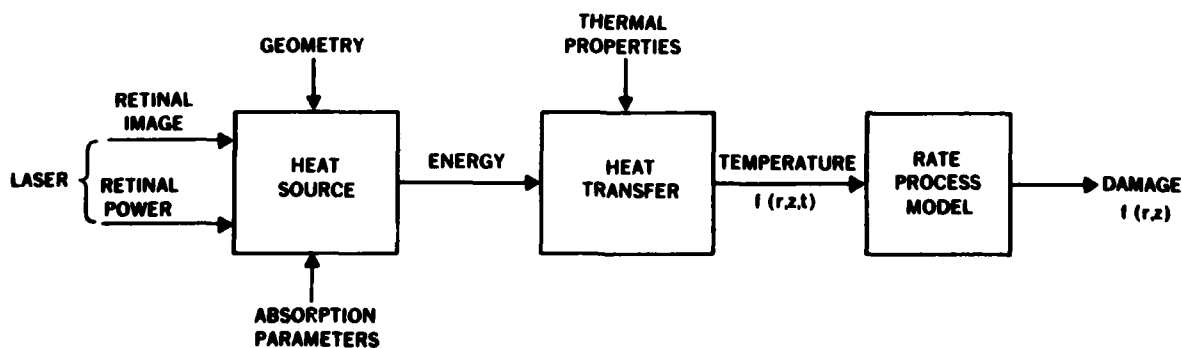 THERMAL
PROPERTIES
GEOMETRY
RETINAL
IMAGE
LASER
RETINAL
POWER
HEAT
SOURCE
ENERGY
HEAT
TRANSFER
TEMPERATURE
f (r,z,t)
RATE
PROCESS
MODEL
DAMAGE
f (r,z)
ABSORPTION
PARAMETERS